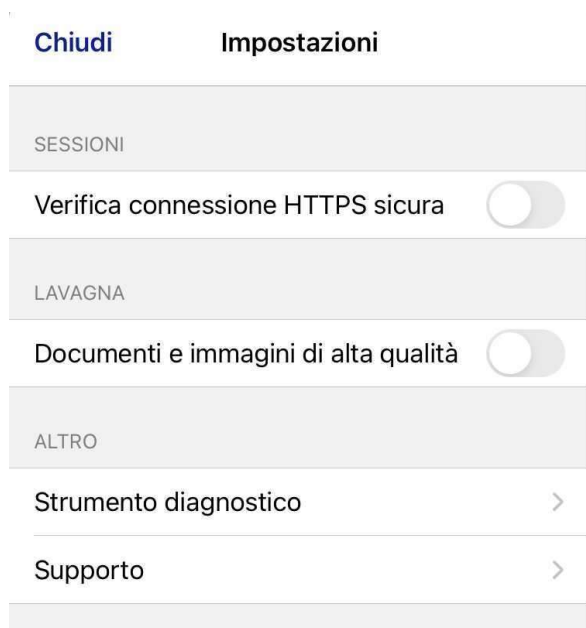 Chiudi Impostazioni
SESSIONI
Verifica connessione HTTPS sicura
LAVAGNA
Documenti e immagini di alta qualità
ALTRO
Strumento diagnostico
Supporto